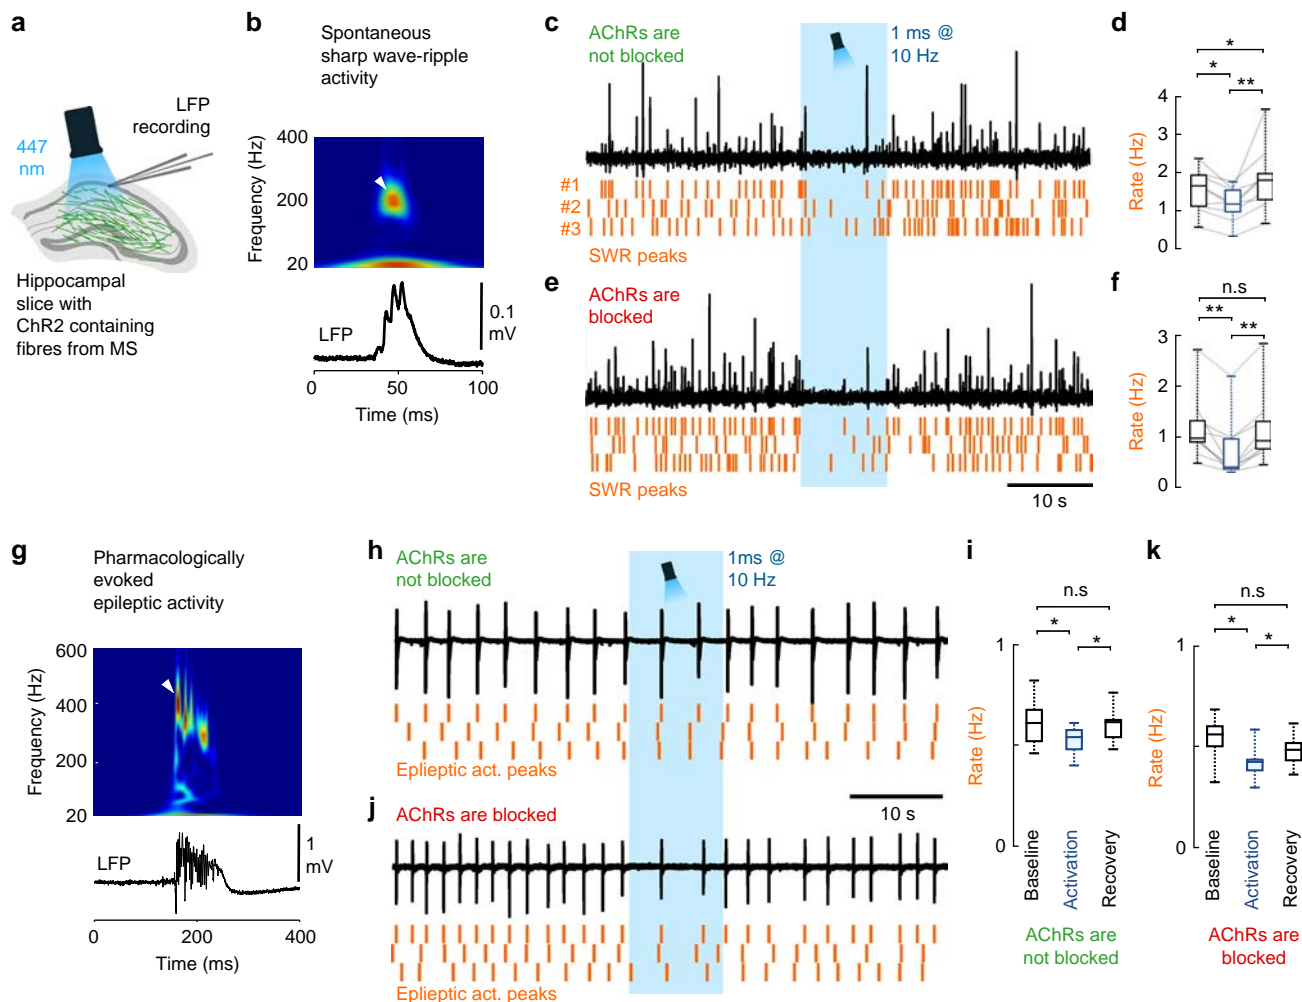 a
LFP
recording
447
nm
Hippocampal
slice with
ChR2 containing
fibres from MS
b
Spontaneous
sharp wave-ripple
activity
Frequency (Hz)
400
200
20
LFP
0.1
mV
0
50
100
Time (ms)
c
AChRs are
not blocked
1 ms @
10 Hz
#1
#2
#3
SWR peaks
d
*
*
**
Rate (Hz)
4
3
2
1
0
e
AChRs are
blocked
SWR peaks
10 s
f
n.s
**
**
Rate (Hz)
3
2
1
0
g
Pharmacologically
evoked
epileptic activity
Frequency (Hz)
600
400
200
20
LFP
1
mV
0
200
400
Time (ms)
h
AChRs are
not blocked
1ms @
10 Hz
Eplieptic act. peaks
10 s
j
AChRs are blocked
Eplieptic act. peaks
i
n.s
*
*
Rate (Hz)
1
0
Baseline
Activation
Recovery
AChRs are
not blocked
k
n.s
*
*
Rate (Hz)
1
0
Baseline
Activation
Recovery
AChRs are
blocked